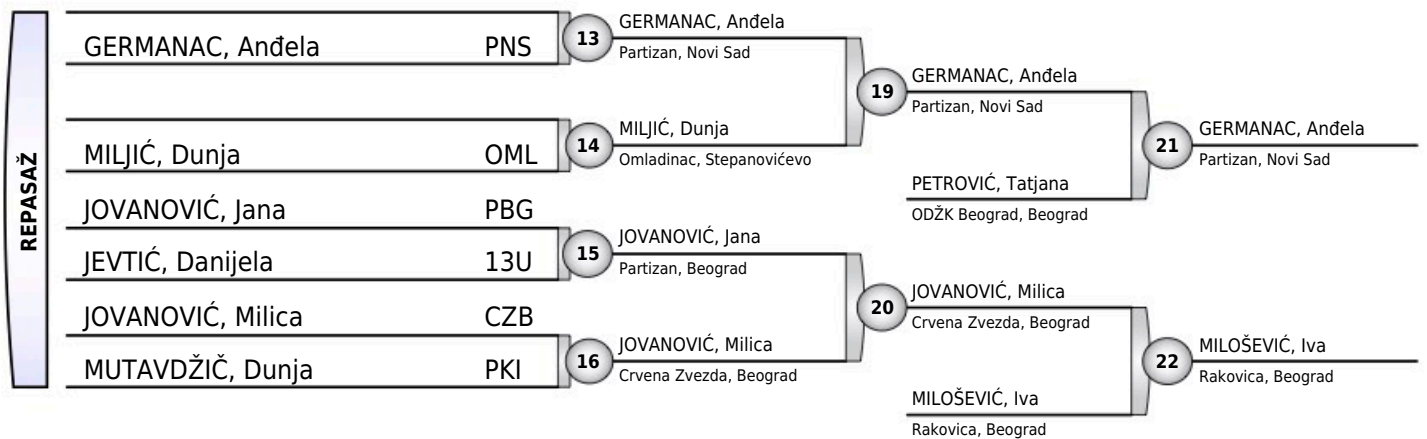 REPASAŽ
GERMANAC, Anđela PNS
MILJIĆ, Dunja OML
JOVANOVIĆ, Jana PBG
JEVTIĆ, Danijela 13U
JOVANOVIĆ, Milica CZB
MUTAVDŽIČ, Dunja PKI
13
GERMANAC, Anđela
Partizan, Novi Sad
14
MILJIĆ, Dunja
Omladinac, Stepanovićevo
15
JOVANOVIĆ, Jana
Partizan, Beograd
16
JOVANOVIĆ, Milica
Crvena Zvezda, Beograd
19
GERMANAC, Anđela
Partizan, Novi Sad
PETROVIĆ, Tatjana
ODŽK Beograd, Beograd
20
JOVANOVIĆ, Milica
Crvena Zvezda, Beograd
MILOŠEVIĆ, Iva
Rakovica, Beograd
21
GERMANAC, Anđela
Partizan, Novi Sad
22
MILOŠEVIĆ, Iva
Rakovica, Beograd